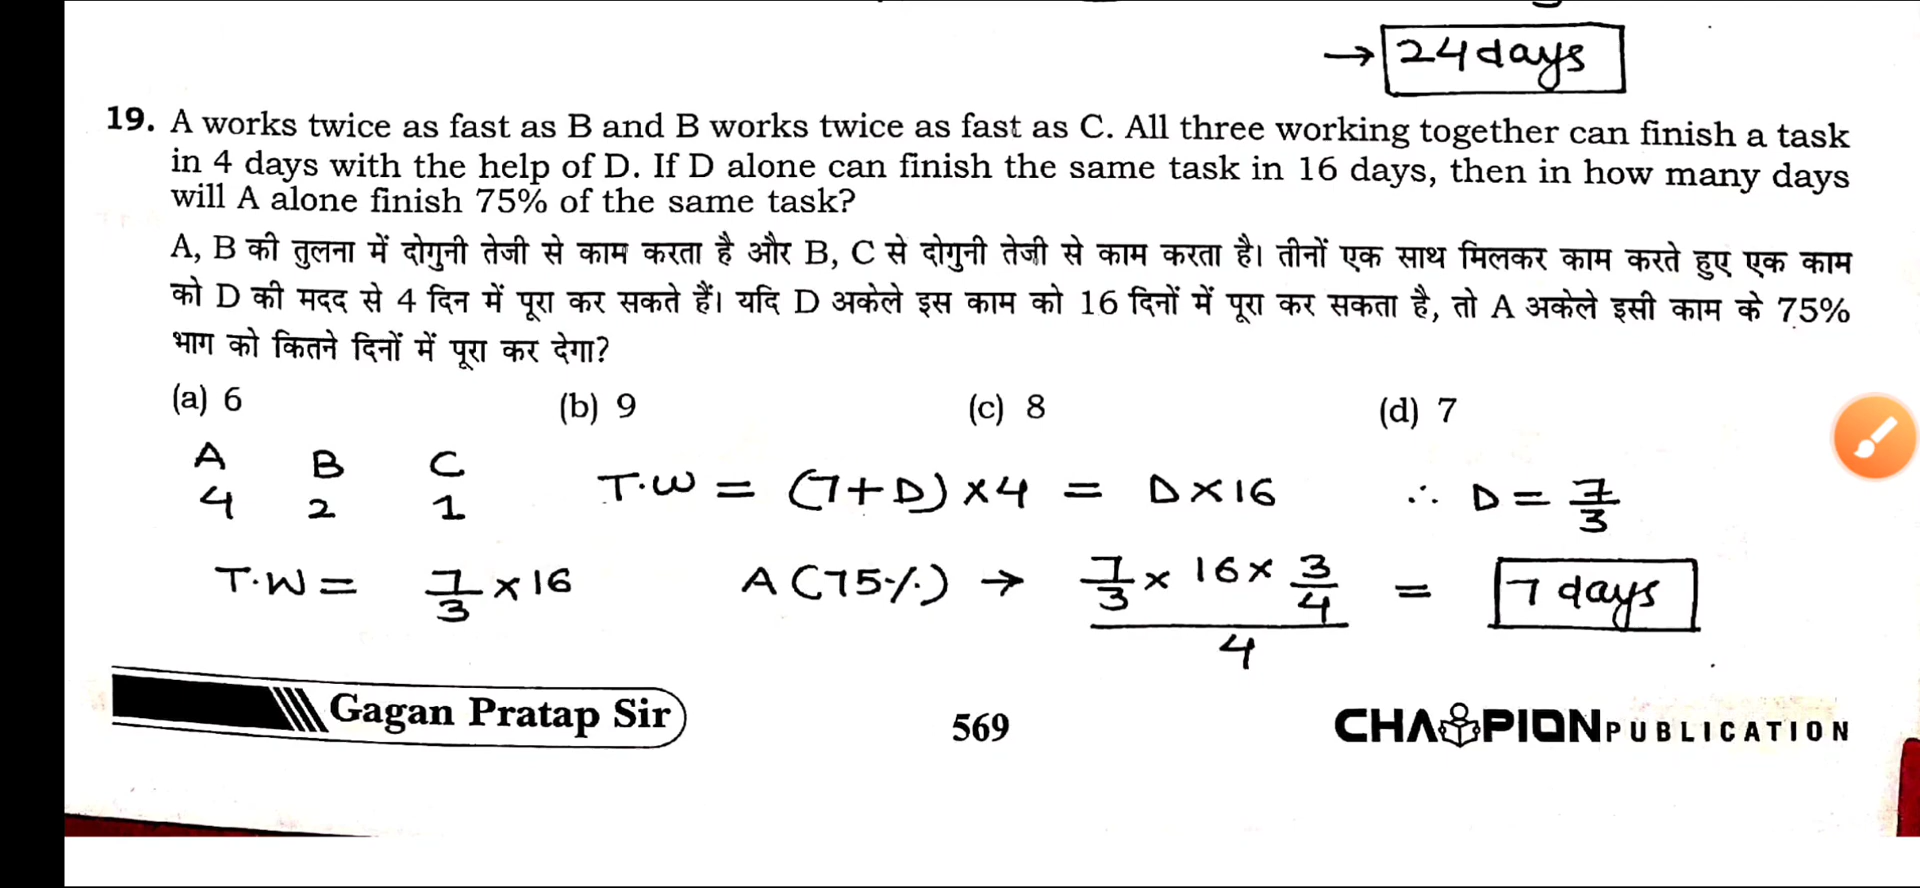 → 24 days
19. A works twice as fast as B and B works twice as fast as C. All three working together can finish a task
in 4 days with the help of D. If D alone can finish the same task in 16 days, then in how many days
will A alone finish 75% of the same task?
A, B की तुलना में दोगुनी तेजी से काम करता है और B, C से दोगुनी तेजी से काम करता है। तीनों एक साथ मिलकर काम करते हुए एक काम
को D की मदद से 4 दिन में पूरा कर सकते हैं। यदि D अकेले इस काम को 16 दिनों में पूरा कर सकता है, तो A अकेले इसी काम के 75%
भाग को कितने दिनों में पूरा कर देगा?
(a) 6 (b) 9 (c) 8 (d) 7
A B C
4 2 1 T.W = (7+D) × 4 = D × 16 ∴ D = 7/3
T.W = 7/3 × 16 A (75%) → (7/3 × 16 × 3/4)/4 = 7 days
Gagan Pratap Sir 569 CHAMPION PUBLICATION